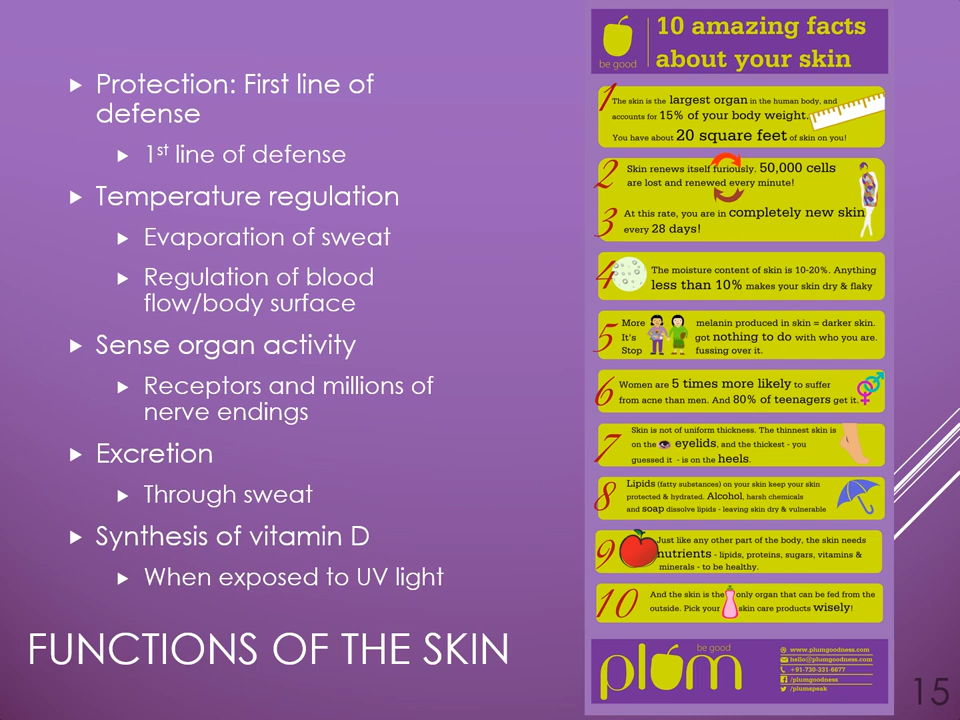 Protection: First line of
defense
1st line of defense
Temperature regulation
Evaporation of sweat
Regulation of blood
flow/body surface
Sense organ activity
Receptors and millions of
nerve endings
Excretion
Through sweat
Synthesis of vitamin D
When exposed to UV light
FUNCTIONS OF THE SKIN
be good
10 amazing facts
about your skin
1
The skin is the largest organ in the human body, and
accounts for 15% of your body weight.
You have about 20 square feet of skin on you!
2
Skin renews itself furiously. 50,000 cells
are lost and renewed every minute!
3
At this rate, you are in completely new skin
every 28 days!
4
The moisture content of skin is 10-20%. Anything
less than 10% makes your skin dry & flaky
5
More melanin produced in skin = darker skin.
It's got nothing to do with who you are.
Stop fussing over it.
6
Women are 5 times more likely to suffer
from acne than men. And 80% of teenagers get it.
7
Skin is not of uniform thickness. The thinnest skin is
on the eyelids, and the thickest - you
guessed it - is on the heels.
8
Lipids (fatty substances) on your skin keep your skin
protected & hydrated. Alcohol, harsh chemicals
and soap dissolve lipids - leaving skin dry & vulnerable
9
Just like any other part of the body, the skin needs
nutrients - lipids, proteins, sugars, vitamins &
minerals - to be healthy.
10
And the skin is the only organ that can be fed from the
outside. Pick your skin care products wisely!
be good
plum
www.plumgoodness.com
hello@plumgoodness.com
+91-730-331-6677
/plumgoodness
/plumspeak
15